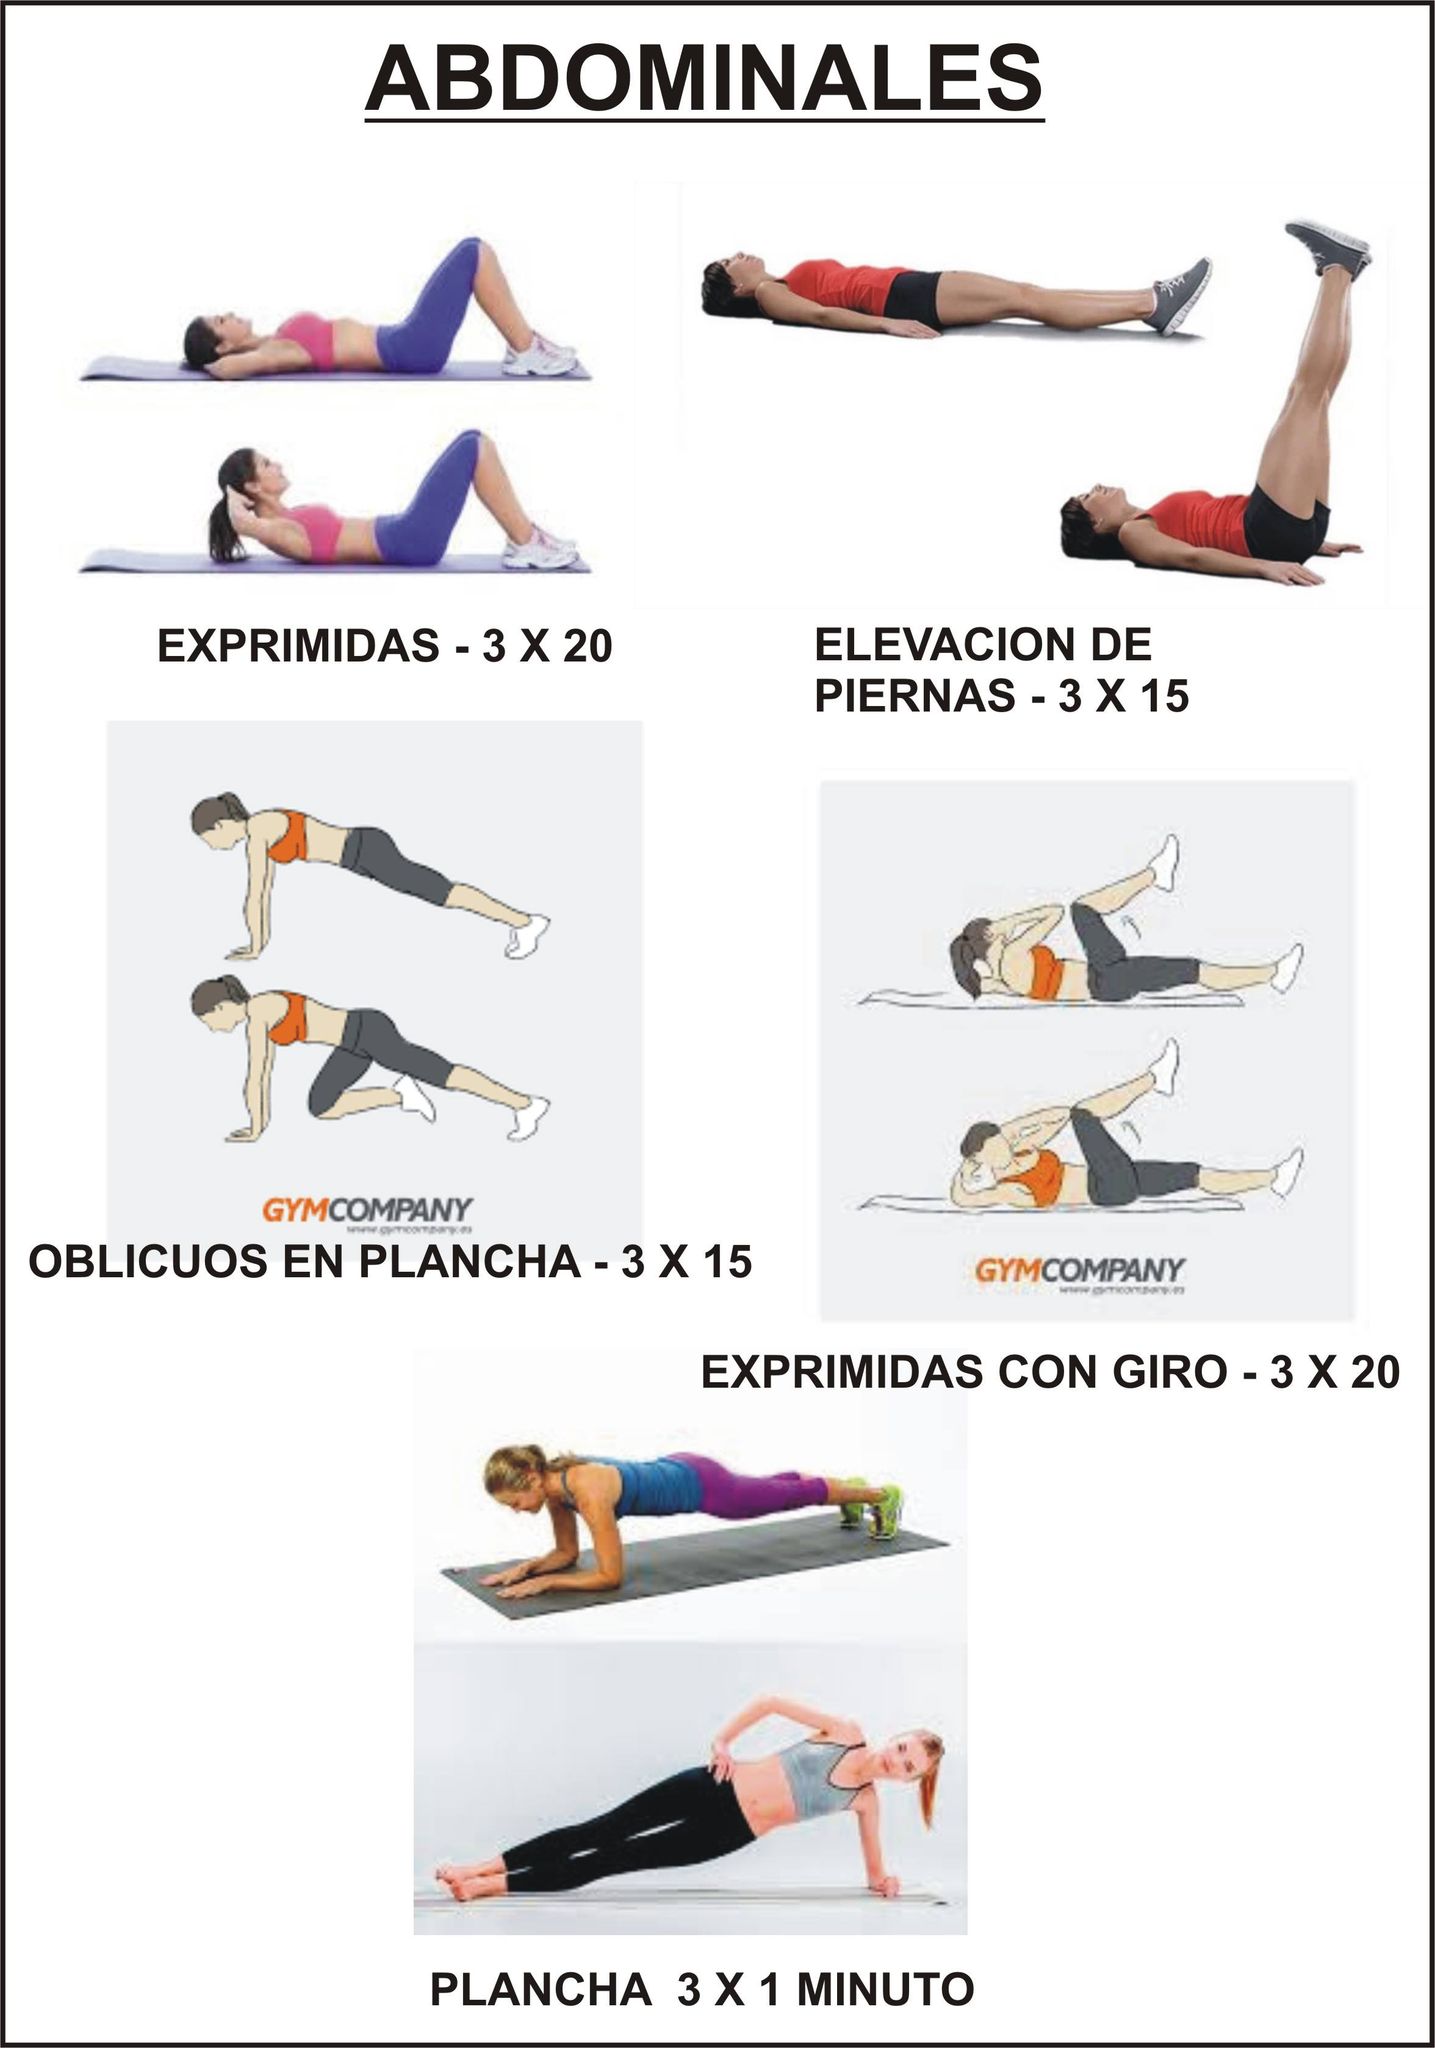 ABDOMINALES
EXPRIMIDAS - 3 X 20
ELEVACION DE
PIERNAS - 3 X 15
GYMCOMPANY
www.gymcompany.es
OBLICUOS EN PLANCHA - 3 X 15
GYMCOMPANY
www.gymcompany.es
EXPRIMIDAS CON GIRO - 3 X 20
PLANCHA 3 X 1 MINUTO